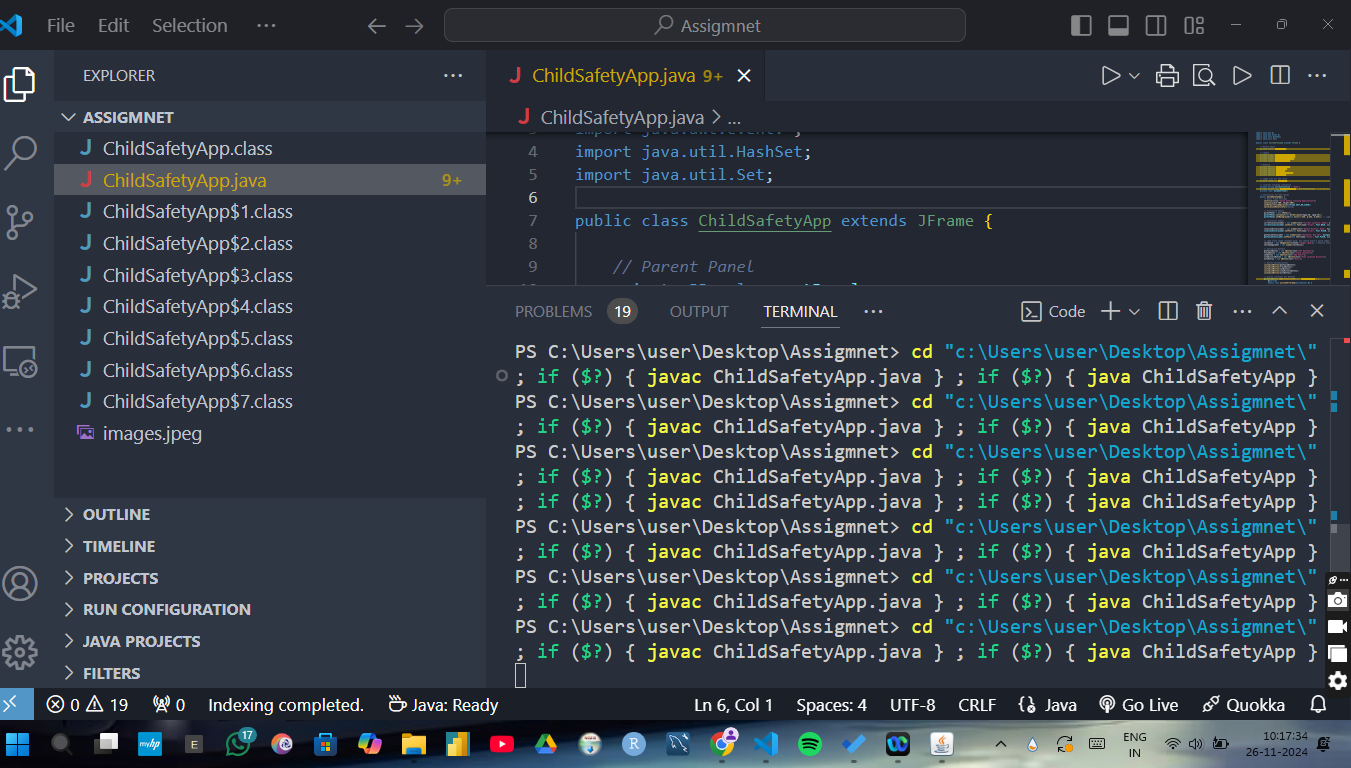 File Edit Selection ··· Assigmnet
EXPLORER ···
ASSIGMNET
ChildSafetyApp.class
ChildSafetyApp.java 9+
ChildSafetyApp$1.class
ChildSafetyApp$2.class
ChildSafetyApp$3.class
ChildSafetyApp$4.class
ChildSafetyApp$5.class
ChildSafetyApp$6.class
ChildSafetyApp$7.class
images.jpeg
OUTLINE
TIMELINE
PROJECTS
RUN CONFIGURATION
JAVA PROJECTS
FILTERS
J ChildSafetyApp.java 9+
J ChildSafetyApp.java > ...
4 import java.util.HashSet;
5 import java.util.Set;
6
7 public class ChildSafetyApp extends JFrame {
8
9 // Parent Panel
PROBLEMS 19 OUTPUT TERMINAL ··· Code
PS C:\Users\user\Desktop\Assigmnet> cd "c:\Users\user\Desktop\Assigmnet\"
; if ($?) { javac ChildSafetyApp.java } ; if ($?) { java ChildSafetyApp }
PS C:\Users\user\Desktop\Assigmnet> cd "c:\Users\user\Desktop\Assigmnet\"
; if ($?) { javac ChildSafetyApp.java } ; if ($?) { java ChildSafetyApp }
PS C:\Users\user\Desktop\Assigmnet> cd "c:\Users\user\Desktop\Assigmnet\"
; if ($?) { javac ChildSafetyApp.java } ; if ($?) { java ChildSafetyApp }
; if ($?) { javac ChildSafetyApp.java } ; if ($?) { java ChildSafetyApp }
PS C:\Users\user\Desktop\Assigmnet> cd "c:\Users\user\Desktop\Assigmnet\"
; if ($?) { javac ChildSafetyApp.java } ; if ($?) { java ChildSafetyApp }
PS C:\Users\user\Desktop\Assigmnet> cd "c:\Users\user\Desktop\Assigmnet\"
; if ($?) { javac ChildSafetyApp.java } ; if ($?) { java ChildSafetyApp }
PS C:\Users\user\Desktop\Assigmnet> cd "c:\Users\user\Desktop\Assigmnet\"
; if ($?) { javac ChildSafetyApp.java } ; if ($?) { java ChildSafetyApp }
0 19 0 Indexing completed. Java: Ready Ln 6, Col 1 Spaces: 4 UTF-8 CRLF Java Go Live Quokka
myhp E 17 R ENG 10:17:34
IN 26-11-2024